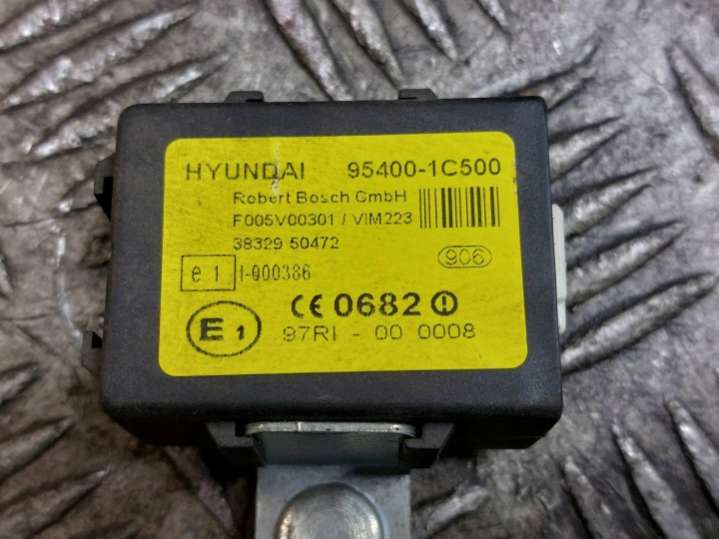 HYUNDAI 95400-1C500
Robert Bosch GmbH
F005V00301 / VIM223
38329 50472
906
e 1 I-000386
CE 0682
E1 97RI - 00 0008